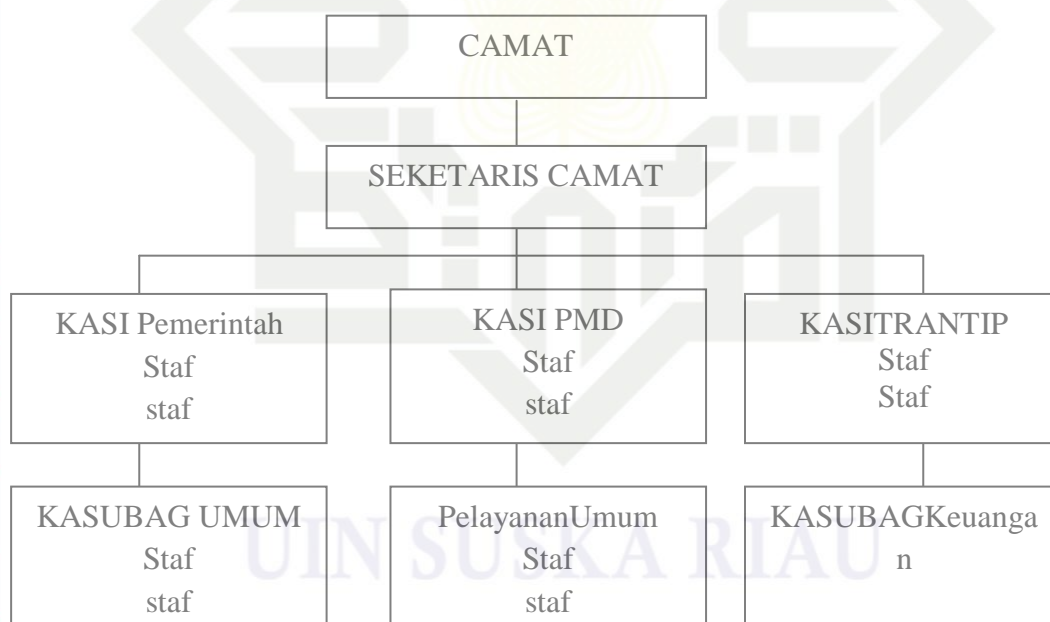 CAMAT
SEKETARIS CAMAT
KASI Pemerintah
Staf
staf
KASI PMD
Staf
staf
KASITRANTIP
Staf
Staf
KASUBAG UMUM
Staf
staf
PelayananUmum
Staf
staf
KASUBAGKeuanga
n
UIN SUSKA RIAU